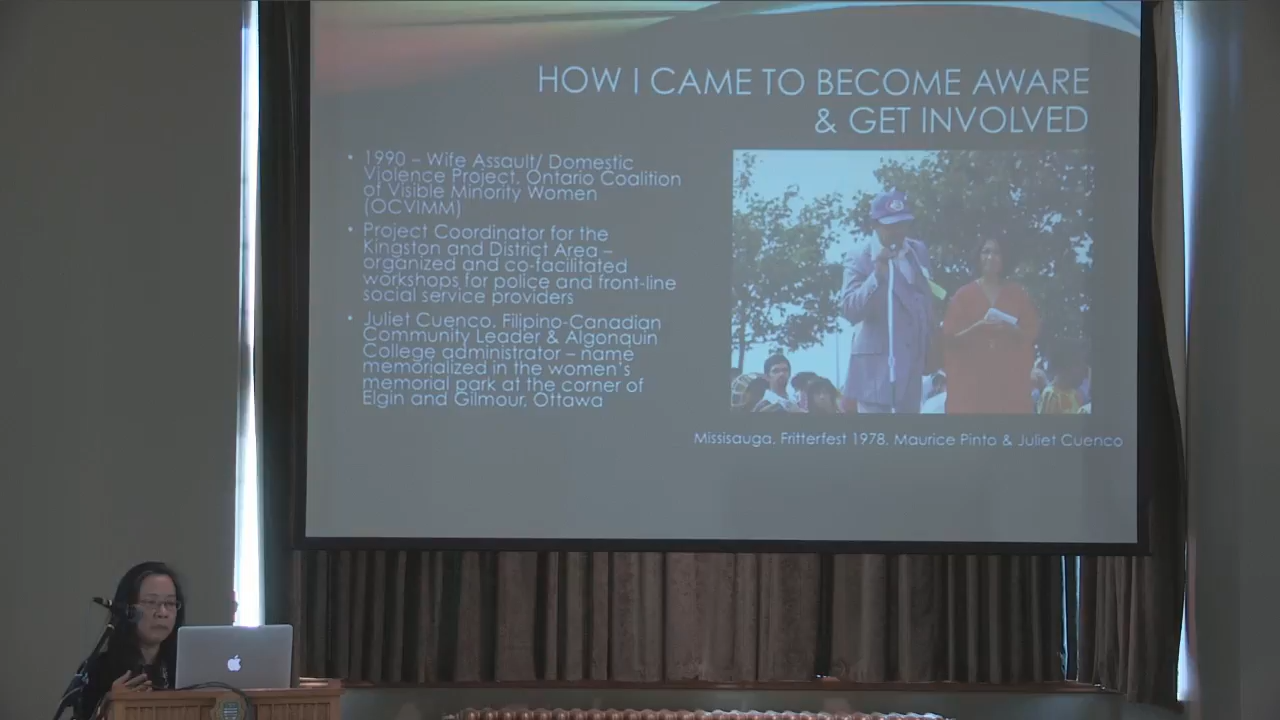 HOW I CAME TO BECOME AWARE
& GET INVOLVED
• 1990 – Wife Assault/ Domestic
Violence Project, Ontario Coalition
of Visible Minority Women
(OCVIMM)
• Project Coordinator for the
Kingston and District Area –
organized and co-facilitated
workshops for police and front-line
social service providers
• Juliet Cuenco, Filipino-Canadian
Community Leader & Algonquin
College administrator – name
memorialized in the women's
memorial park at the corner of
Elgin and Gilmour, Ottawa
Missisauga, Fritterfest 1978, Maurice Pinto & Juliet Cuenco